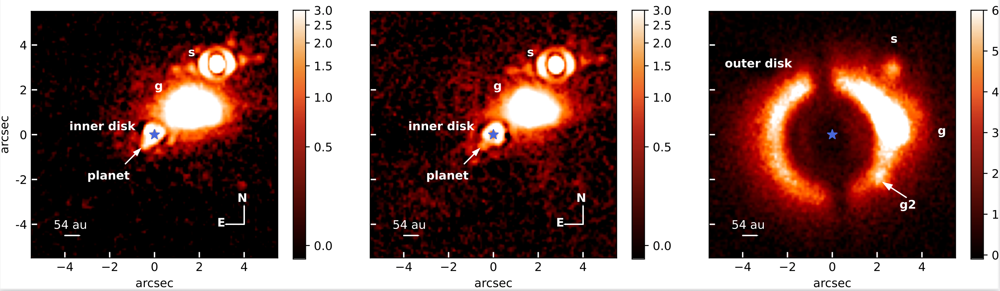 arcsec
4
2
0
-2
-4
s
g
inner disk
planet
N
E
54 au
−4 −2 0 2 4
arcsec
3.0
2.5
2.0
1.5
1.0
0.5
0.0
s
g
inner disk
planet
N
E
54 au
−4 −2 0 2 4
arcsec
3.0
2.5
2.0
1.5
1.0
0.5
0.0
s
outer disk
g
g2
54 au
−4 −2 0 2 4
arcsec
6
5
4
3
2
1
0